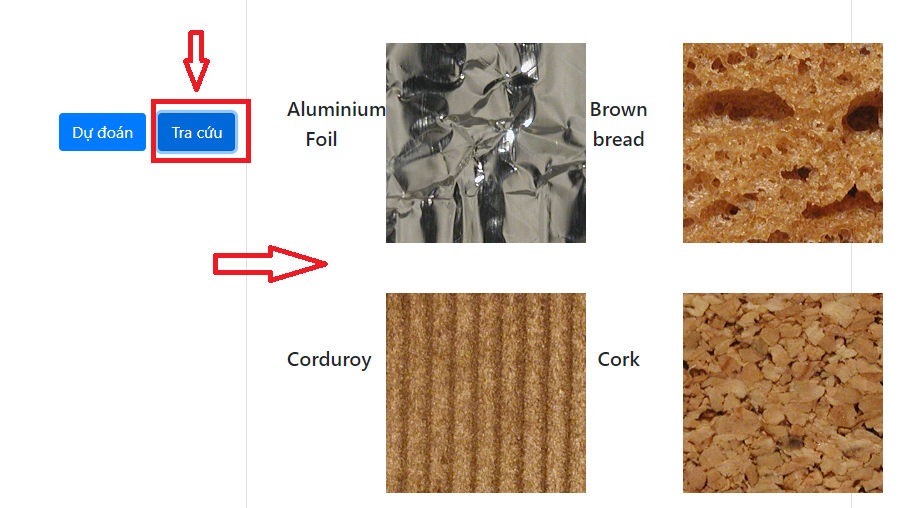 Dự đoán
Tra cứu
Aluminium
Foil
Brown
bread
Corduroy
Cork